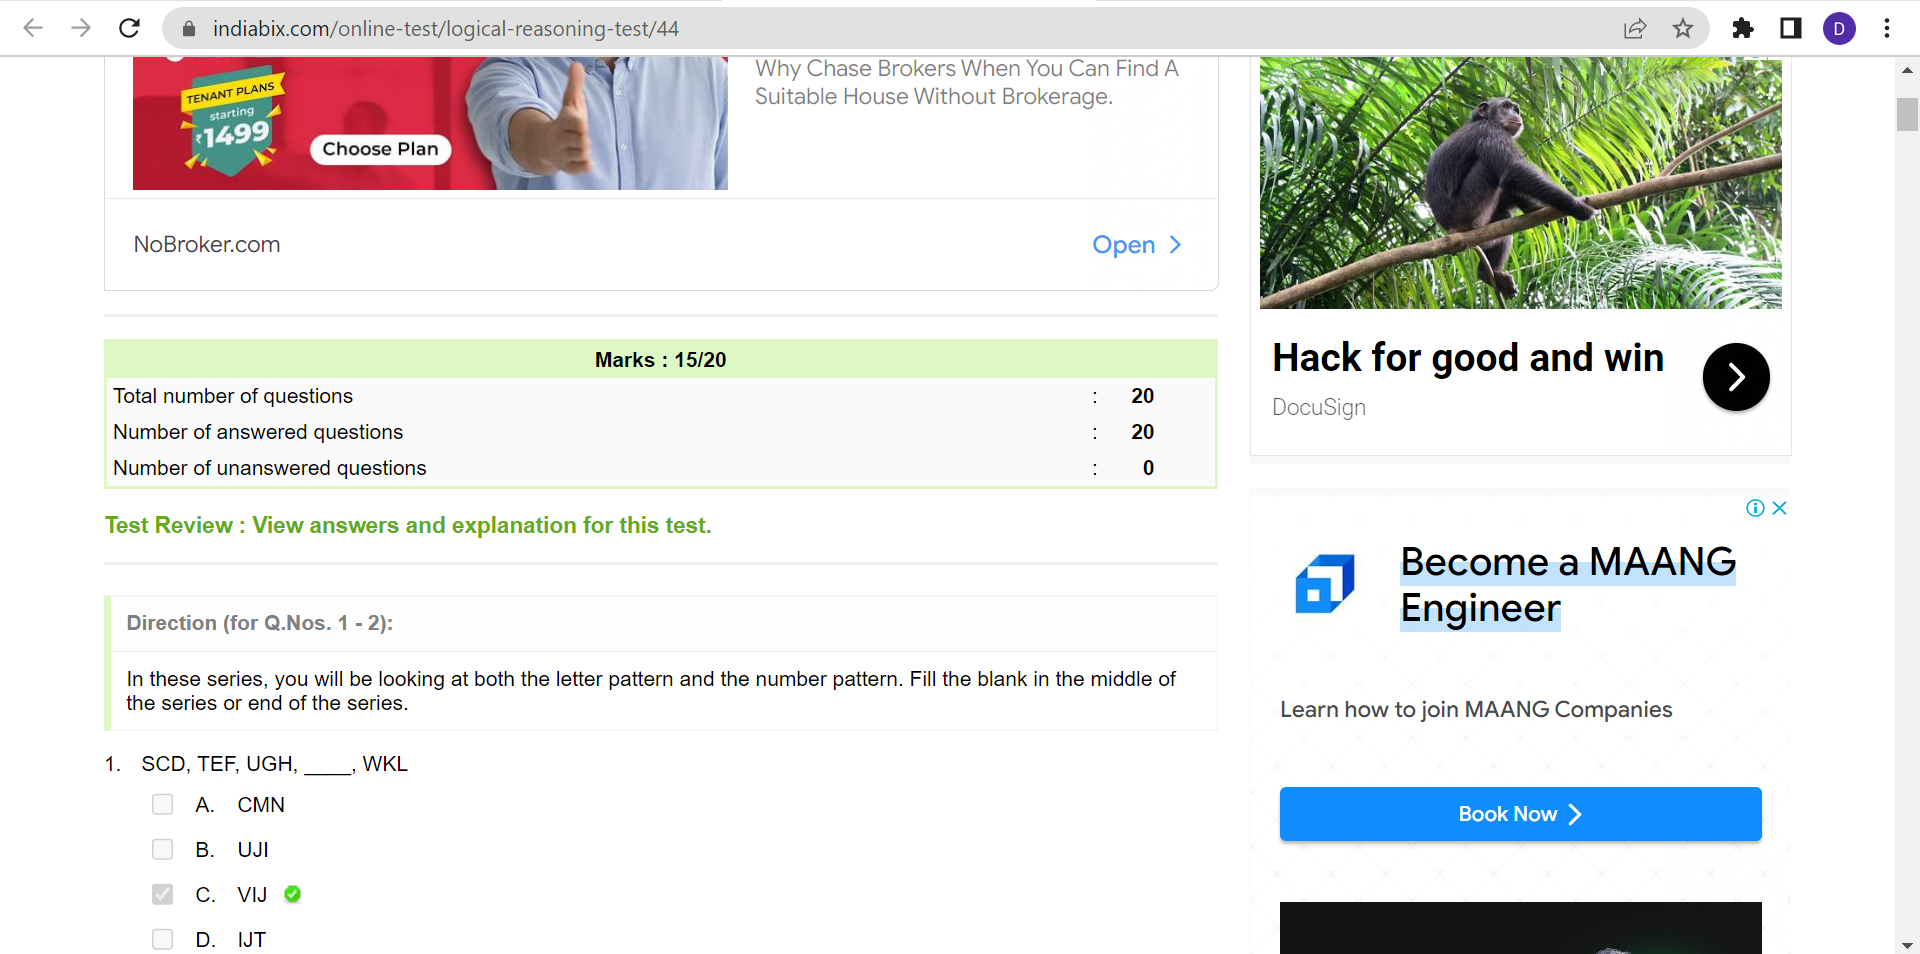 indiabix.com/online-test/logical-reasoning-test/44
D
TENANT PLANS
starting
₹1499
Choose Plan
Why Chase Brokers When You Can Find A
Suitable House Without Brokerage.
NoBroker.com
Open
Marks : 15/20
Total number of questions : 20
Number of answered questions : 20
Number of unanswered questions : 0
Test Review : View answers and explanation for this test.
Direction (for Q.Nos. 1 - 2):
In these series, you will be looking at both the letter pattern and the number pattern. Fill the blank in the middle of
the series or end of the series.
1. SCD, TEF, UGH, ____, WKL
A. CMN
B. UJI
C. VIJ
D. IJT
Hack for good and win
DocuSign
Become a MAANG
Engineer
Learn how to join MAANG Companies
Book Now